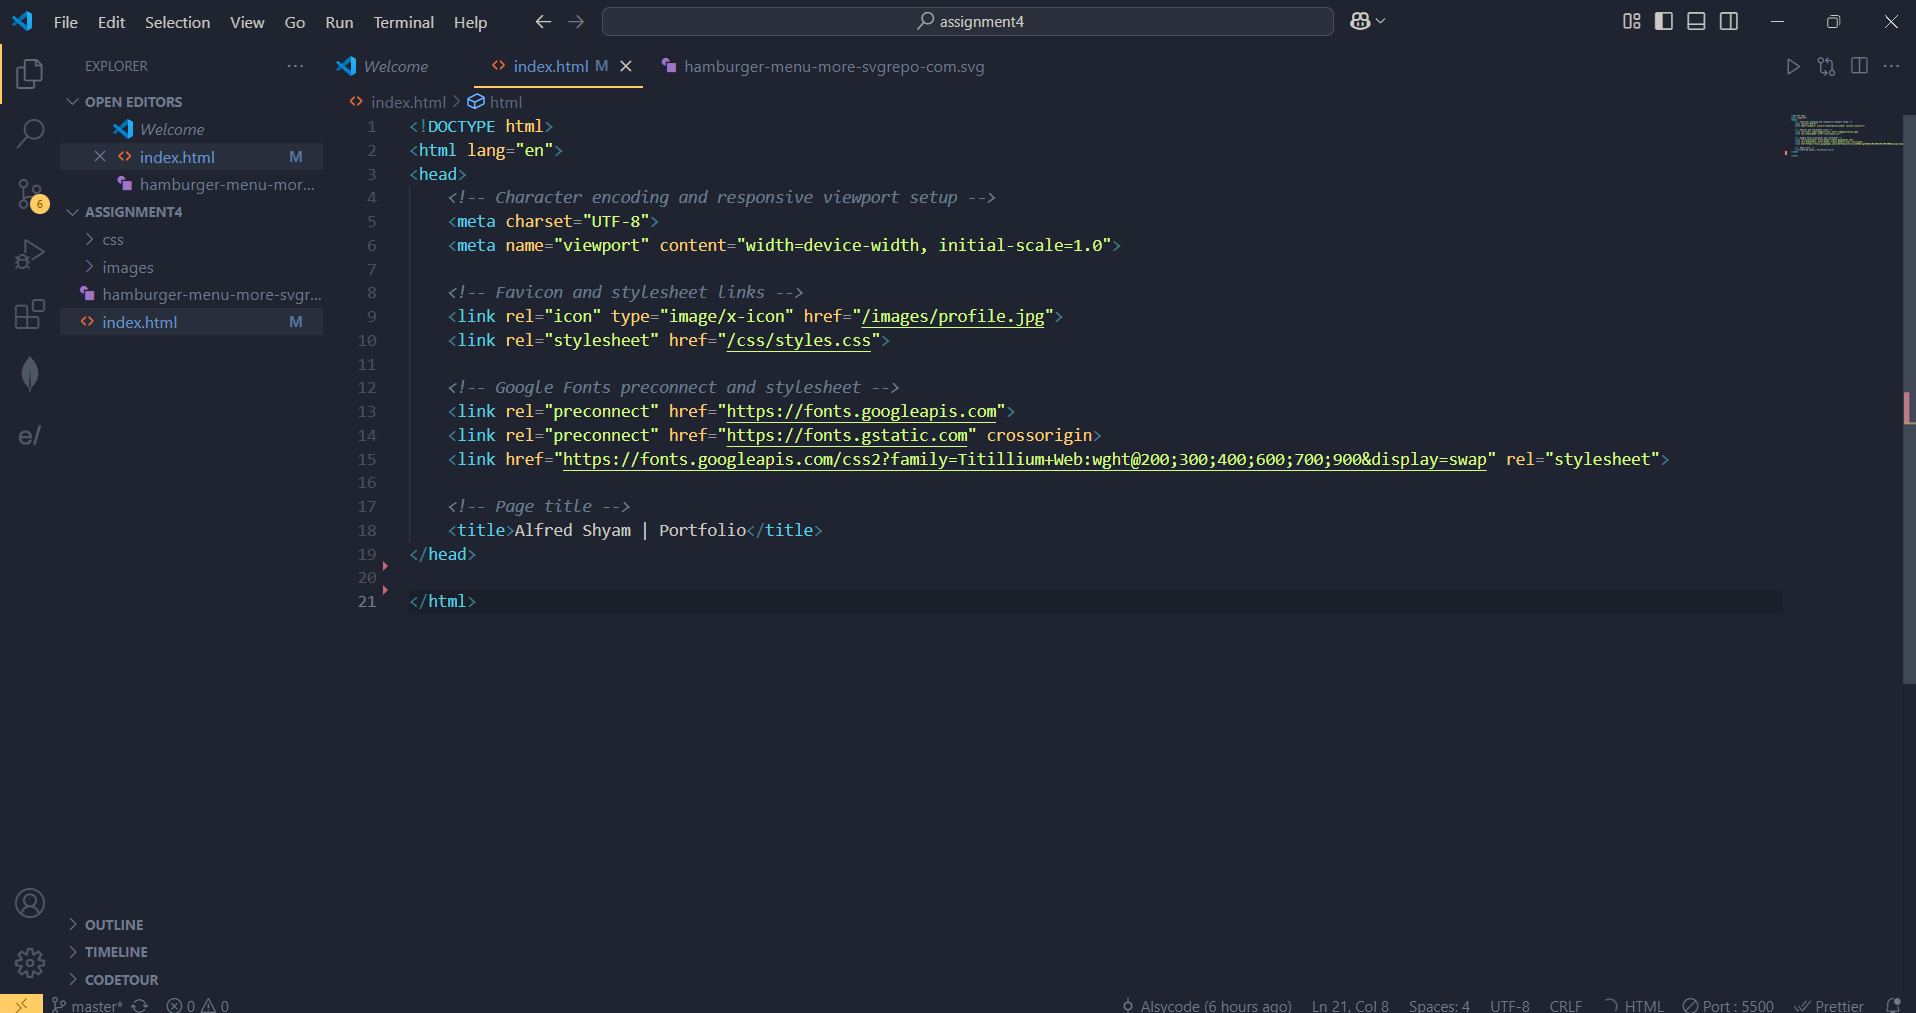 File Edit Selection View Go Run Terminal Help
assignment4
EXPLORER
OPEN EDITORS
Welcome
index.html M
hamburger-menu-mor...
ASSIGNMENT4
css
images
hamburger-menu-more-svgr...
index.html M
6
e/
OUTLINE
TIMELINE
CODETOUR
Welcome index.html M hamburger-menu-more-svgrepo-com.svg
index.html > html
1 <!DOCTYPE html>
2 <html lang="en">
3 <head>
4 <!-- Character encoding and responsive viewport setup -->
5 <meta charset="UTF-8">
6 <meta name="viewport" content="width=device-width, initial-scale=1.0">
7
8 <!-- Favicon and stylesheet links -->
9 <link rel="icon" type="image/x-icon" href="/images/profile.jpg">
10 <link rel="stylesheet" href="/css/styles.css">
11
12 <!-- Google Fonts preconnect and stylesheet -->
13 <link rel="preconnect" href="https://fonts.googleapis.com">
14 <link rel="preconnect" href="https://fonts.gstatic.com" crossorigin>
15 <link href="https://fonts.googleapis.com/css2?family=Titillium+Web:wght@200;300;400;600;700;900&display=swap" rel="stylesheet">
16
17 <!-- Page title -->
18 <title>Alfred Shyam | Portfolio</title>
19 </head>
20
21 </html>
master* 0 0 Alsycode (6 hours ago) Ln 21, Col 8 Spaces: 4 UTF-8 CRLF HTML Port : 5500 Prettier